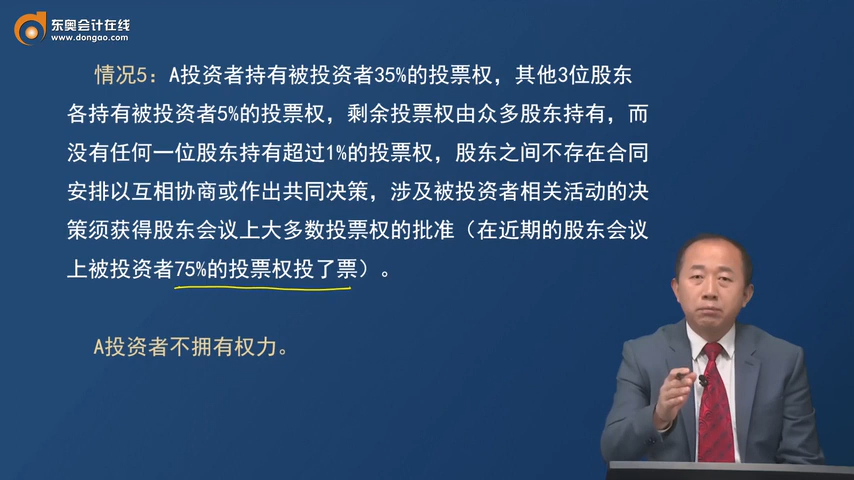 东奥会计在线
www.dongao.com
情况5：A投资者持有被投资者35%的投票权，其他3位股东
各持有被投资者5%的投票权，剩余投票权由众多股东持有，而
没有任何一位股东持有超过1%的投票权，股东之间不存在合同
安排以互相协商或作出共同决策，涉及被投资者相关活动的决
策须获得股东会议上大多数投票权的批准（在近期的股东会议
上被投资者75%的投票权投了票）。
A投资者不拥有权力。